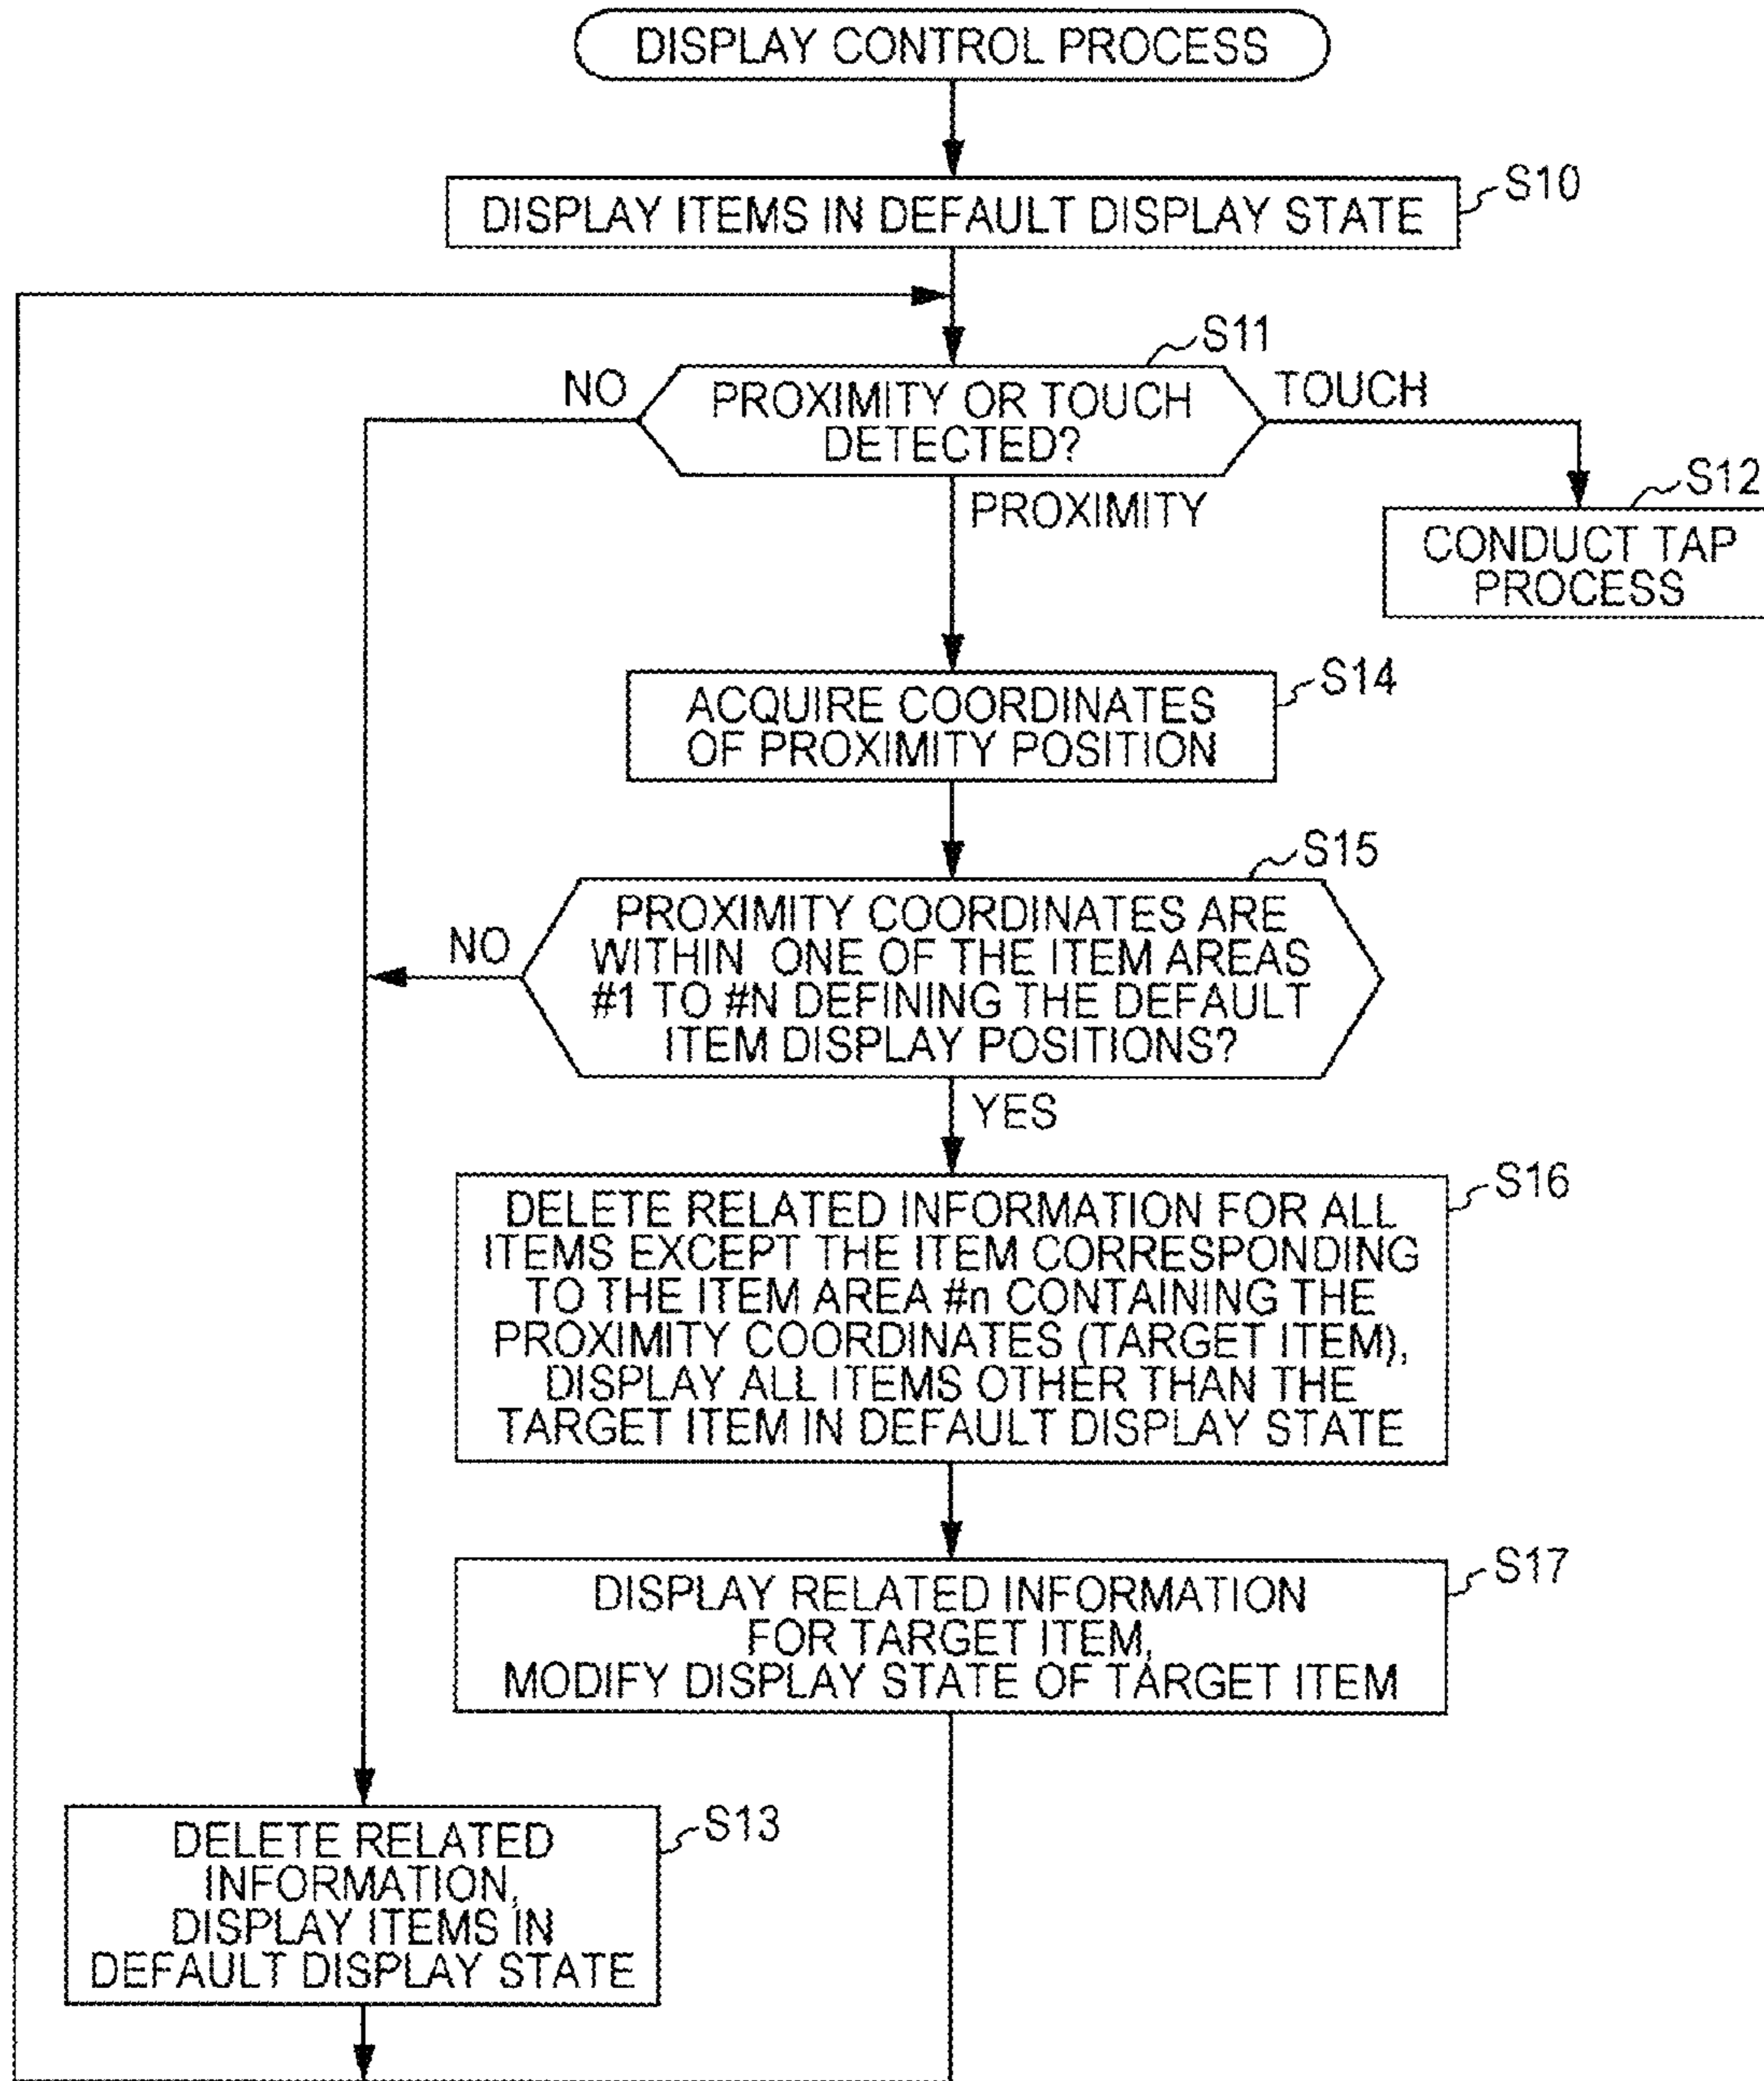 DISPLAY CONTROL PROCESS
S10
DISPLAY ITEMS IN DEFAULT DISPLAY STATE
S11
NO
PROXIMITY OR TOUCH
DETECTED?
TOUCH
PROXIMITY
S12
CONDUCT TAP
PROCESS
S14
ACQUIRE COORDINATES
OF PROXIMITY POSITION
S15
NO
PROXIMITY COORDINATES ARE
WITHIN ONE OF THE ITEM AREAS
#1 TO #N DEFINING THE DEFAULT
ITEM DISPLAY POSITIONS?
YES
S16
DELETE RELATED INFORMATION FOR ALL
ITEMS EXCEPT THE ITEM CORRESPONDING
TO THE ITEM AREA #n CONTAINING THE
PROXIMITY COORDINATES (TARGET ITEM),
DISPLAY ALL ITEMS OTHER THAN THE
TARGET ITEM IN DEFAULT DISPLAY STATE
S17
DISPLAY RELATED INFORMATION
FOR TARGET ITEM,
MODIFY DISPLAY STATE OF TARGET ITEM
S13
DELETE RELATED
INFORMATION,
DISPLAY ITEMS IN
DEFAULT DISPLAY STATE